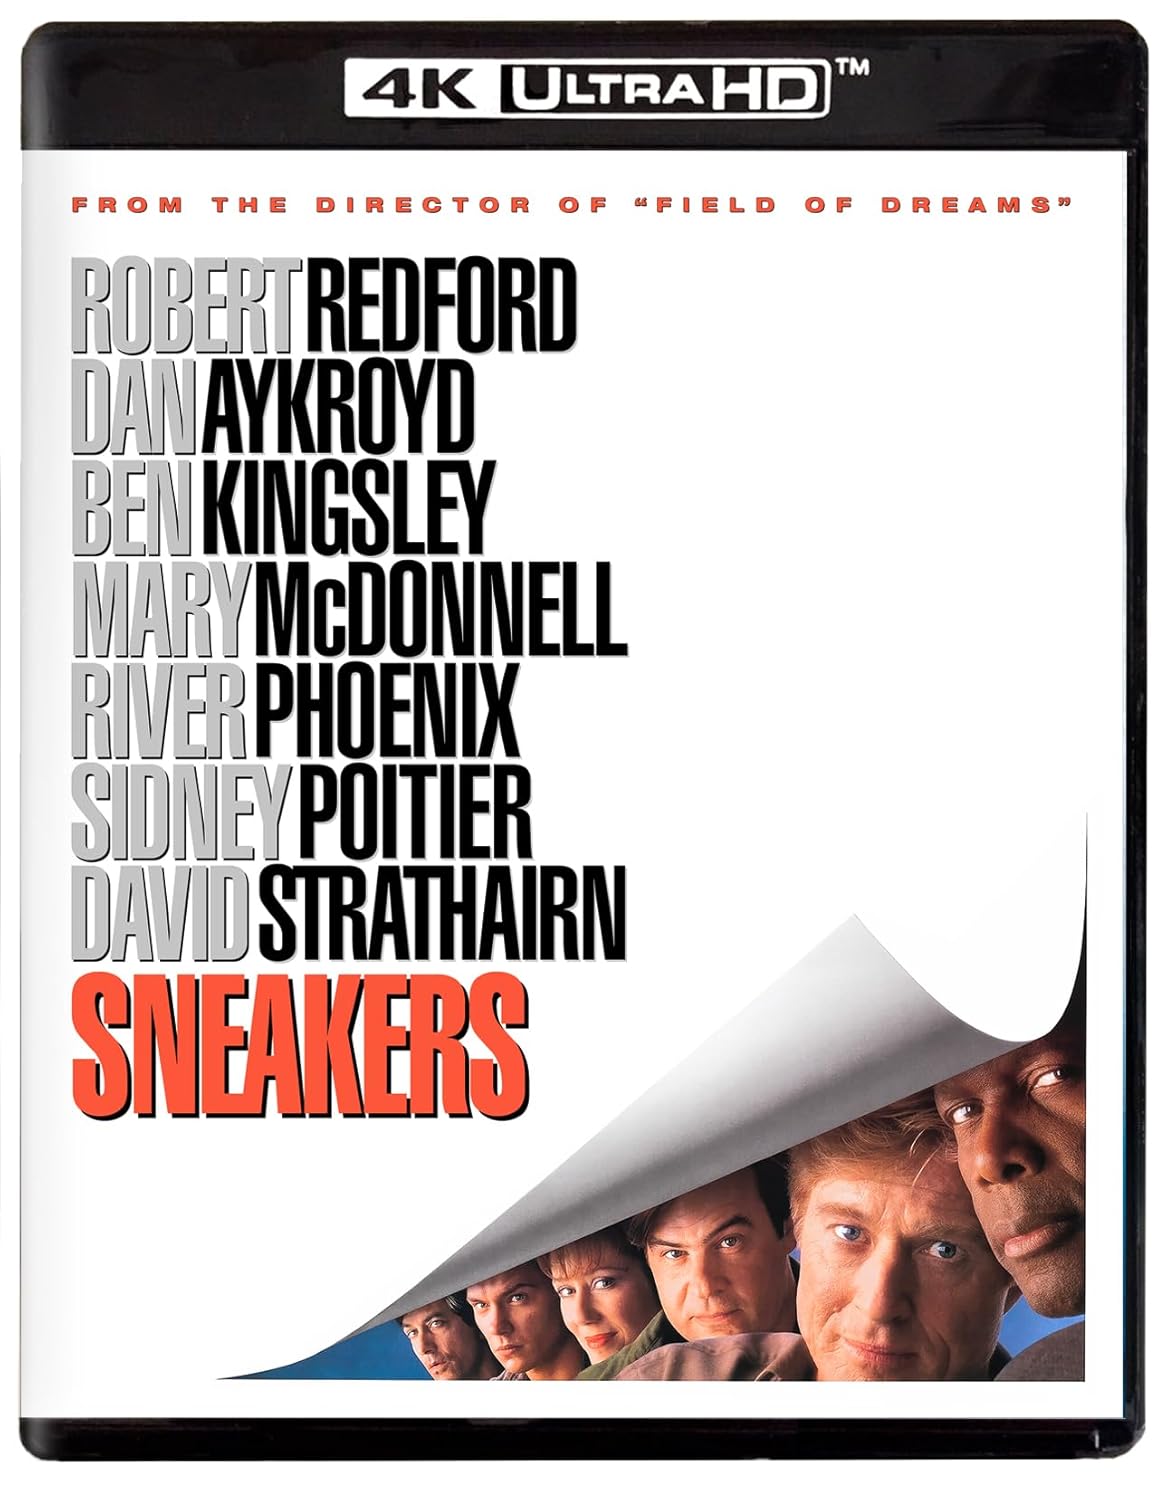 4K ULTRA HD™
FROM THE DIRECTOR OF "FIELD OF DREAMS"
ROBERT REDFORD
DAN AYKROYD
BEN KINGSLEY
MARY McDONNELL
RIVER PHOENIX
SIDNEY POITIER
DAVID STRATHAIRN
SNEAKERS